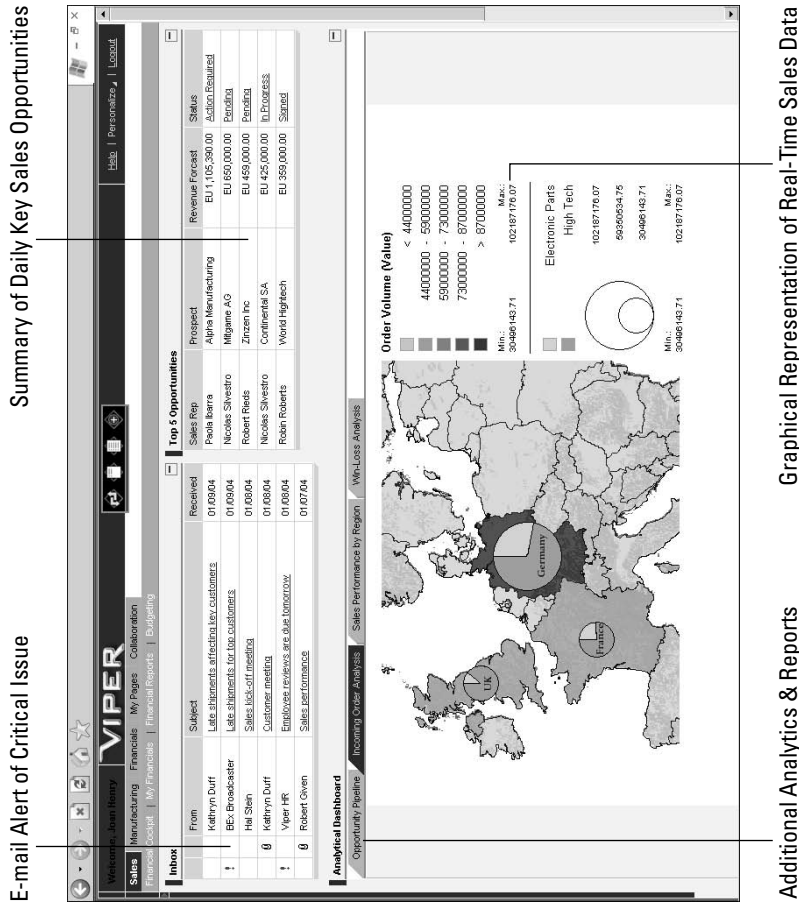 E-mail Alert of Critical Issue
Summary of Daily Key Sales Opportunities
Welcome, Joan Henry
VIPER
Help | Personalize | Logout
Sales Manufacturing Financials My Pages Collaboration
Financial Cockpit | My Financials | Financial Reports | Budgeting
Inbox
From Subject Received
Kathryn Duff Late shipments affecting key customers 01/09/04
! BEx Broadcaster Late shipments for top customers 01/09/04
Hal Stein Sales kick-off meeting 01/08/04
Kathryn Duff Customer meeting 01/08/04
! Viper HR Employee reviews are due tomorrow 01/08/04
Robert Given Sales performance 01/07/04
Top 5 Opportunities
Sales Rep Prospect Revenue Forcast Status
Paola Ibarra Alpha Manufacturing EU 1,105,390.00 Action Required
Nicolas Silvestro Mitgame AG EU 650,000.00 Pending
Robert Rieds Zinzen Inc EU 459,000.00 Pending
Nicolas Silvestro Continental SA EU 425,000.00 In Progress
Robin Roberts World Hightech EU 359,000.00 Signed
Analytical Dashboard
Opportunity Pipeline Incoming Order Analysis Sales Performance by Region Win-Loss Analysis
UK
France
Germany
Order Volume (Value)
< 44000000
44000000 - 59000000
59000000 - 73000000
73000000 - 87000000
> 87000000
Min.: Max.:
30496143.71 102187176.07
Electronic Parts
High Tech
102187176.07
59350534.75
30496143.71
Min.: Max.:
30496143.71 102187176.07
Additional Analytics & Reports
Graphical Representation of Real-Time Sales Data